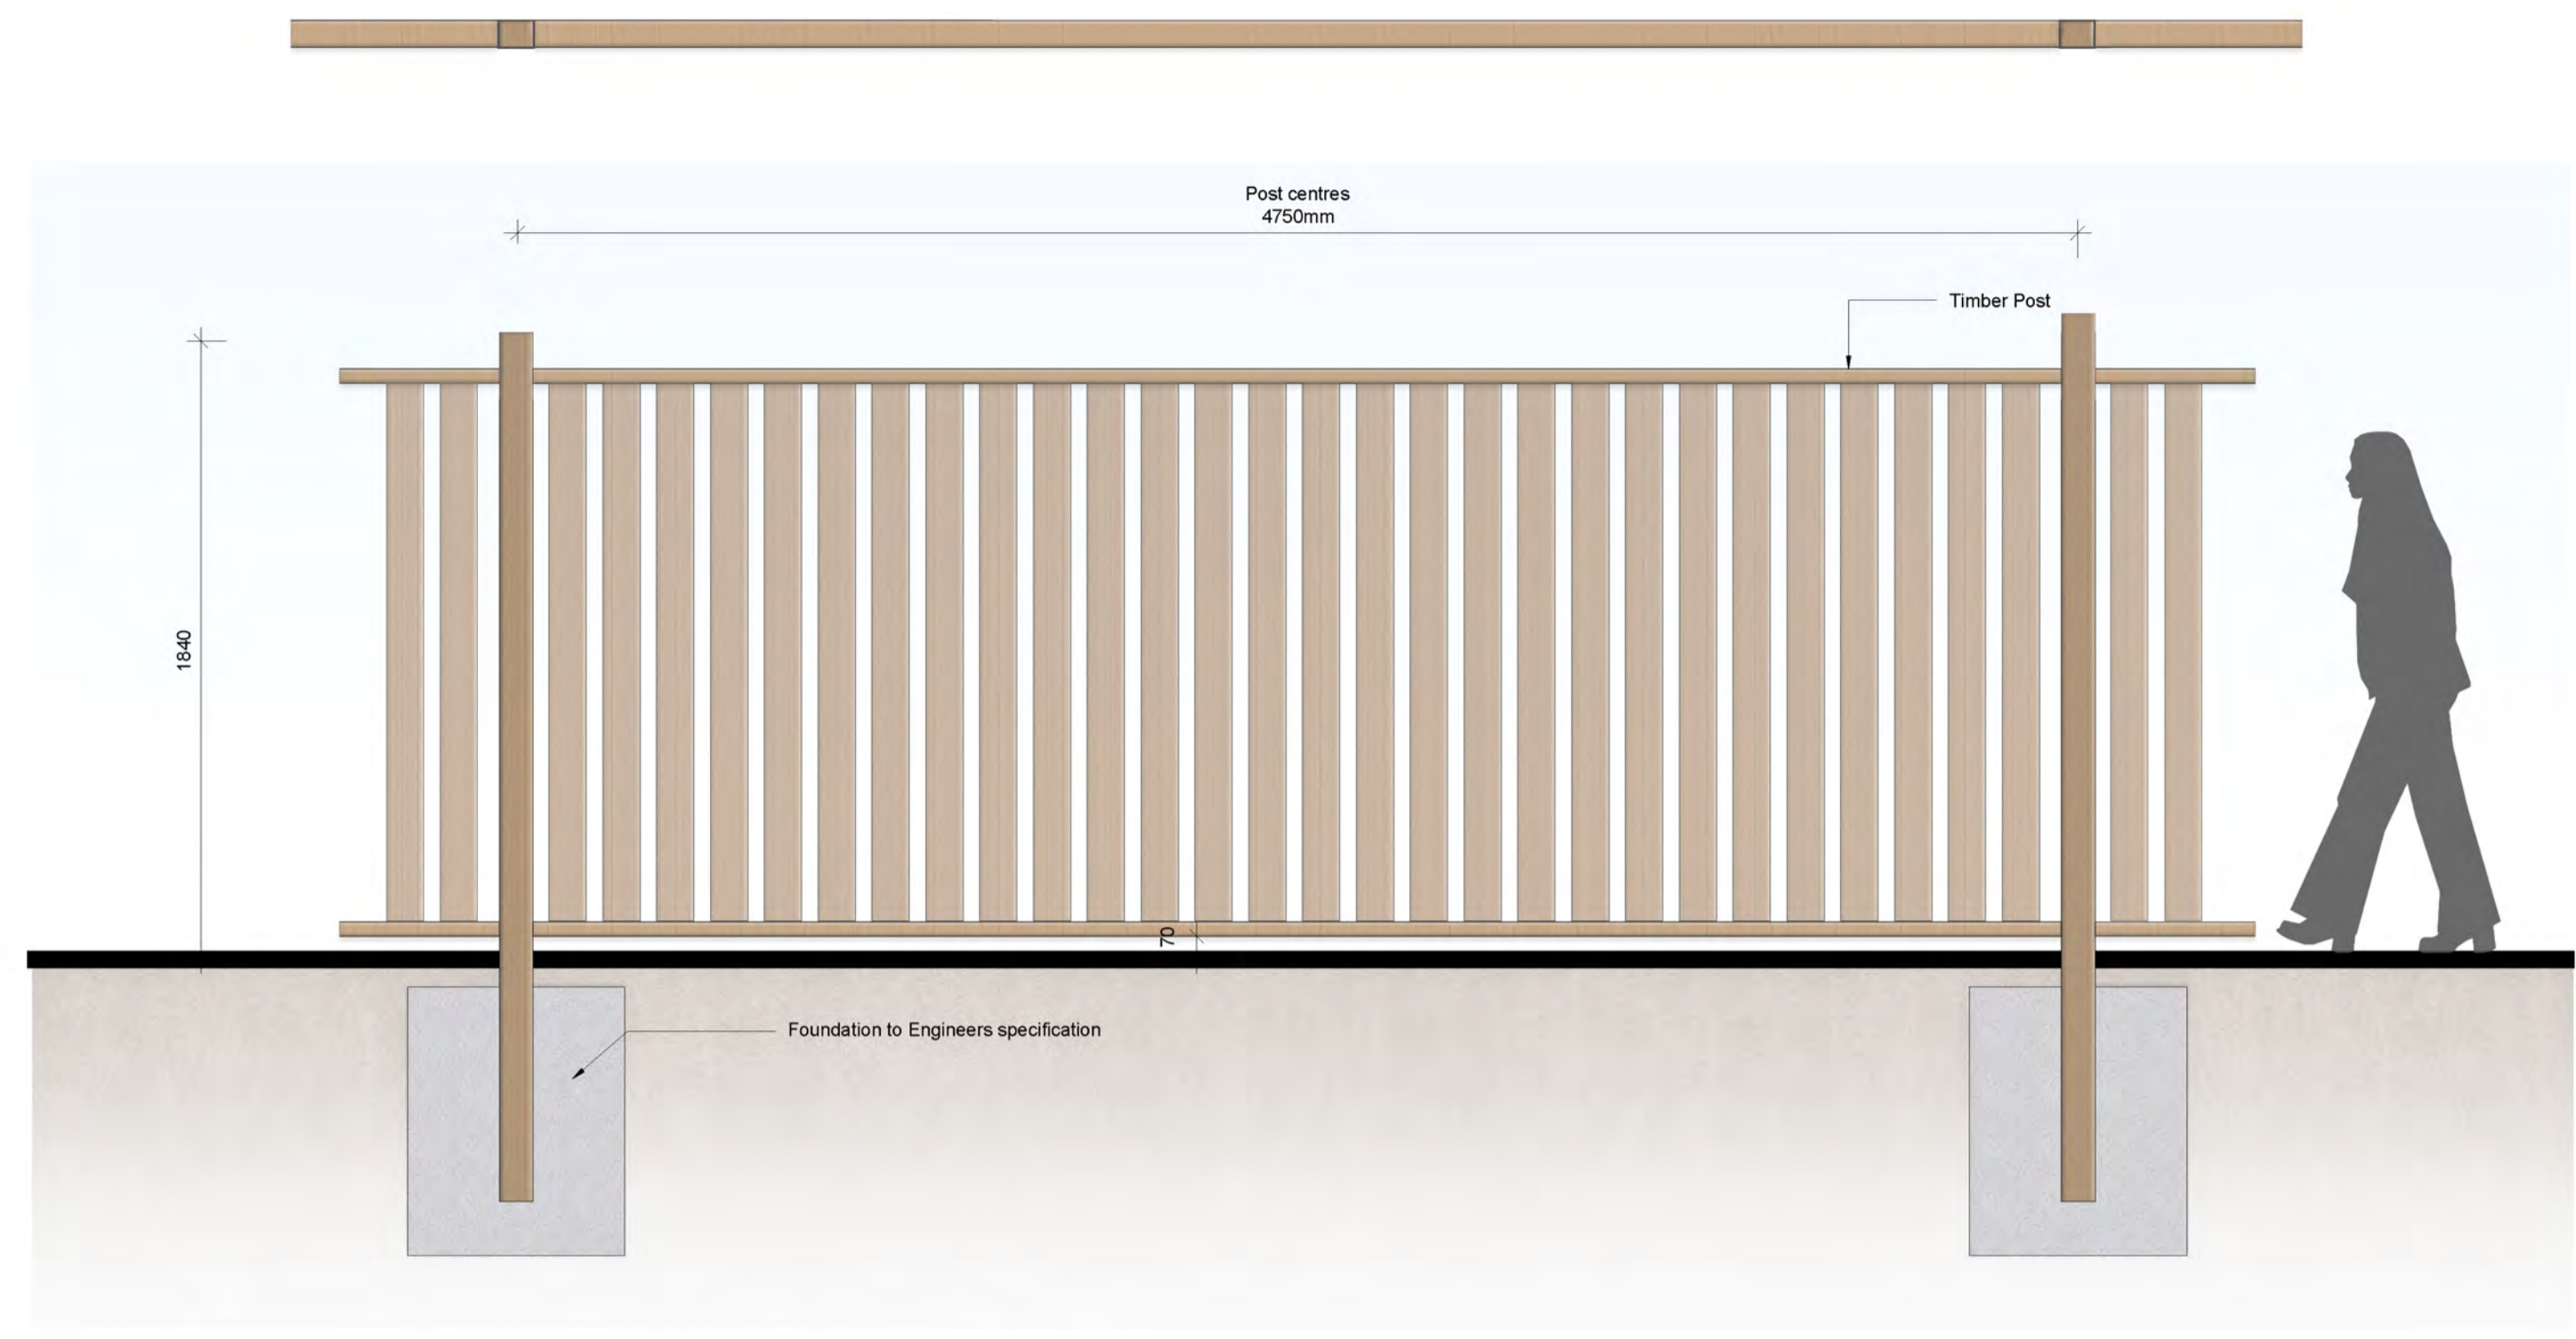 Post centres
4750mm
Timber Post
1840
70
Foundation to Engineers specification